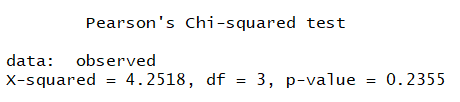 Pearson's Chi-squared test
data:  observed
X-squared = 4.2518, df = 3, p-value = 0.2355